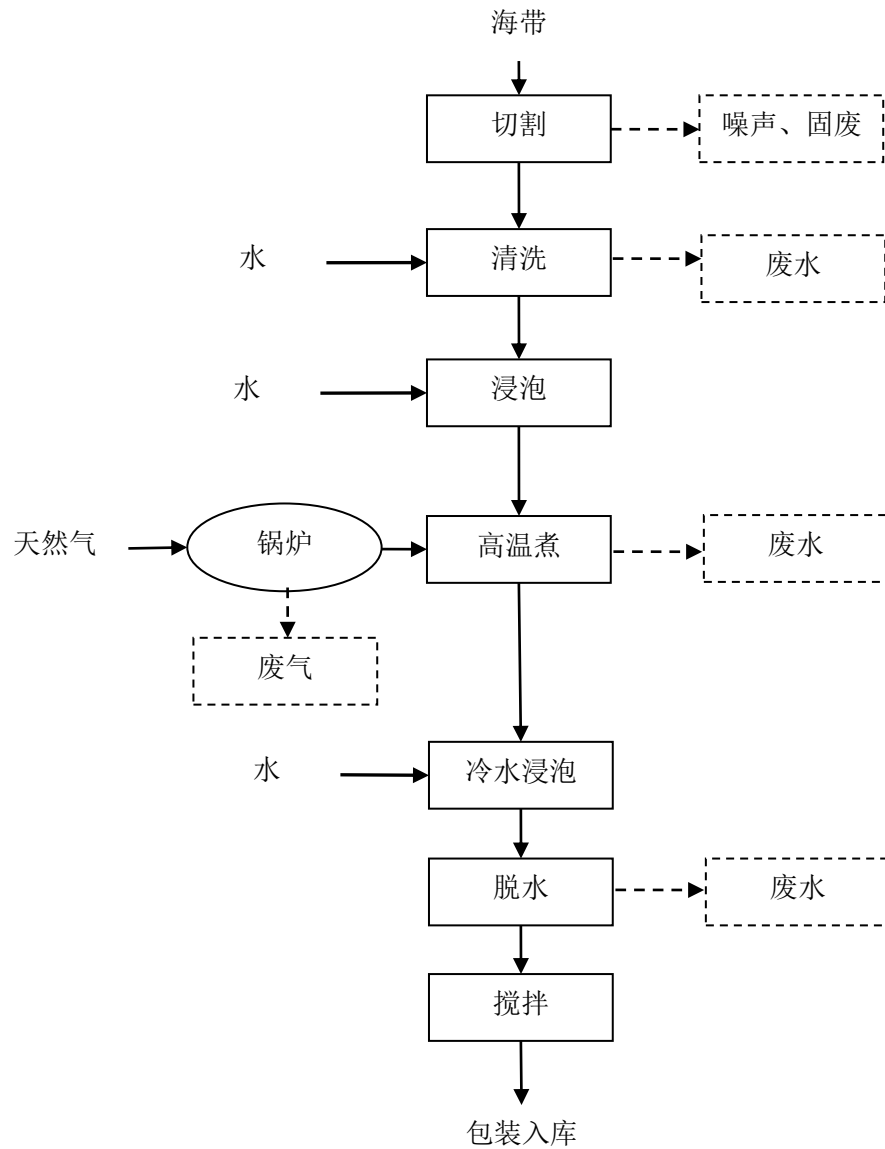 海带
切割
噪声、固废
水
清洗
废水
水
浸泡
天然气
锅炉
高温煮
废水
废气
水
冷水浸泡
脱水
废水
搅拌
包装入库